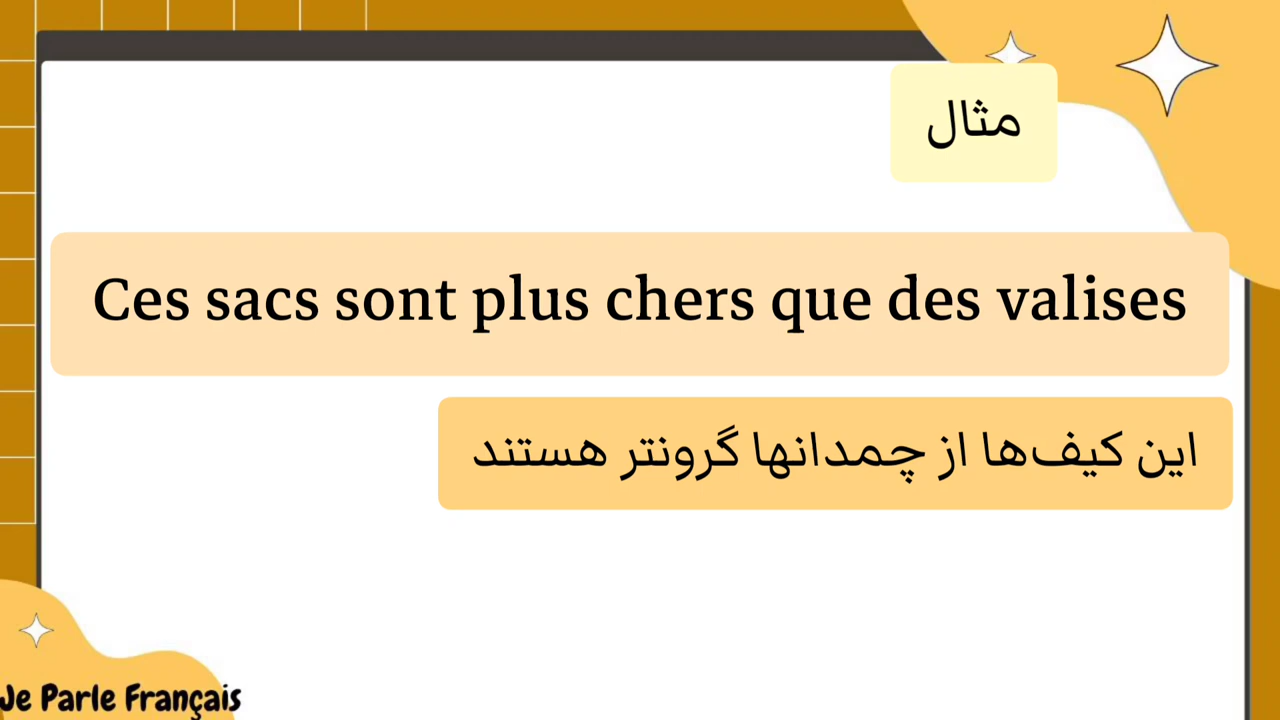 مثال
Ces sacs sont plus chers que des valises
این کیف‌ها از چمدانها گرونتر هستند
Je Parle Français